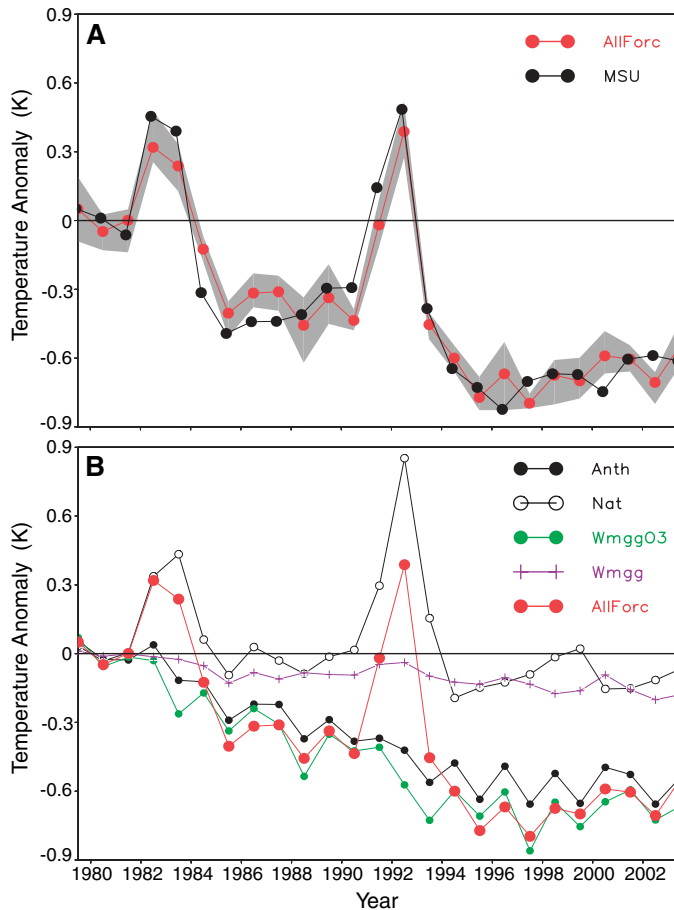 0.9
A
AllForc
MSU
0.6
0.3
0
-0.3
-0.6
-0.9
Temperature Anomaly (K)
0.9
B
Anth
Nat
WmggO3
Wmgg
AllForc
0.6
0.3
0
-0.3
-0.6
-0.9
Temperature Anomaly (K)
1980 1982 1984 1986 1988 1990 1992 1994 1996 1998 2000 2002
Year